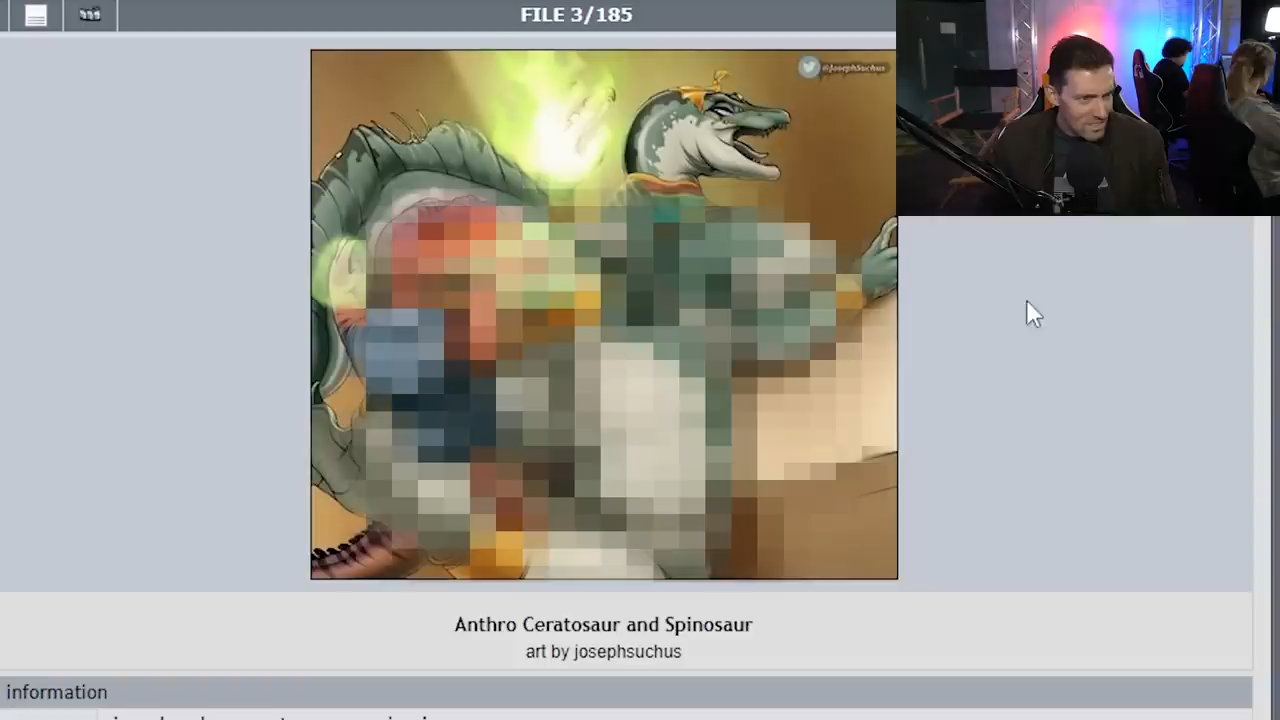 FILE 3/185
@JosephSuchus
Anthro Ceratosaur and Spinosaur
art by josephsuchus
information